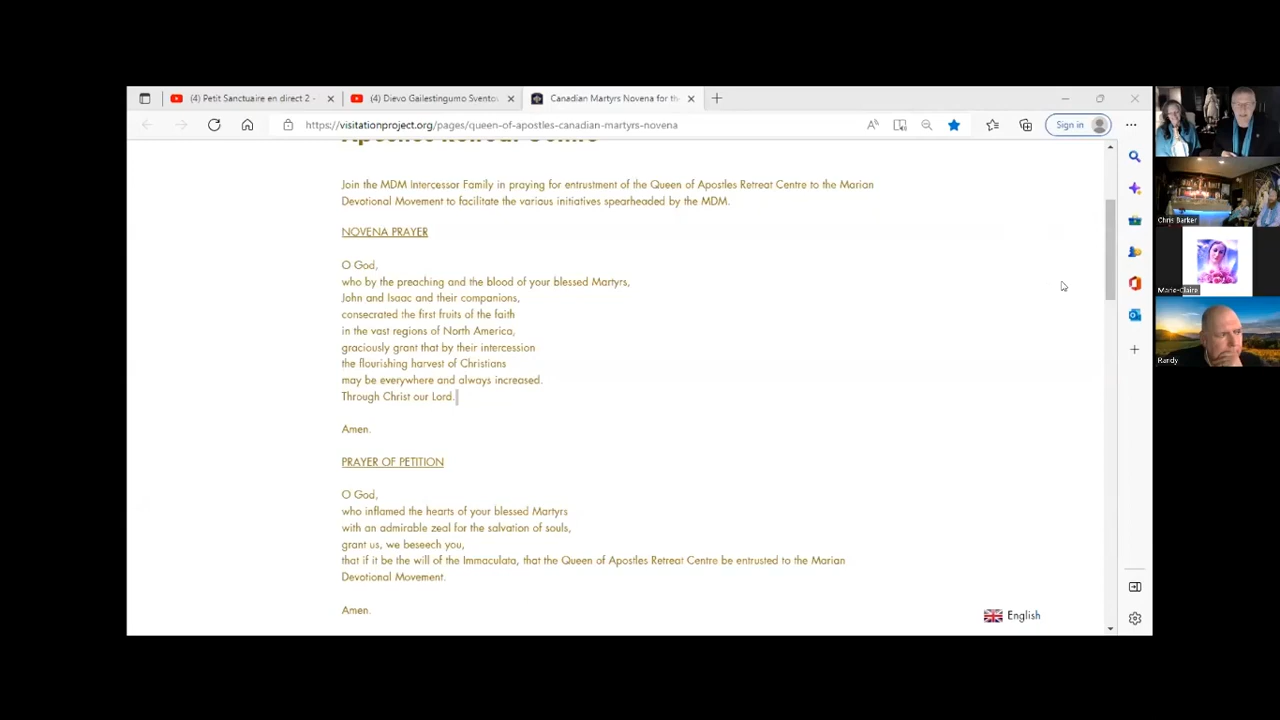 (4) Petit Sanctuaire en direct 2 -
(4) Dievo Gailestingumo Svento
Canadian Martyrs Novena for th
https://visitationproject.org/pages/queen-of-apostles-canadian-martyrs-novena
Sign in
Join the MDM Intercessor Family in praying for entrustment of the Queen of Apostles Retreat Centre to the Marian
Devotional Movement to facilitate the various initiatives spearheaded by the MDM.
NOVENA PRAYER
O God,
who by the preaching and the blood of your blessed Martyrs,
John and Isaac and their companions,
consecrated the first fruits of the faith
in the vast regions of North America,
graciously grant that by their intercession
the flourishing harvest of Christians
may be everywhere and always increased.
Through Christ our Lord.
Amen.
PRAYER OF PETITION
O God,
who inflamed the hearts of your blessed Martyrs
with an admirable zeal for the salvation of souls,
grant us, we beseech you,
that if it be the will of the Immaculata, that the Queen of Apostles Retreat Centre be entrusted to the Marian
Devotional Movement.
Amen.
English
Chris Barker
Marie-Claire
Randy